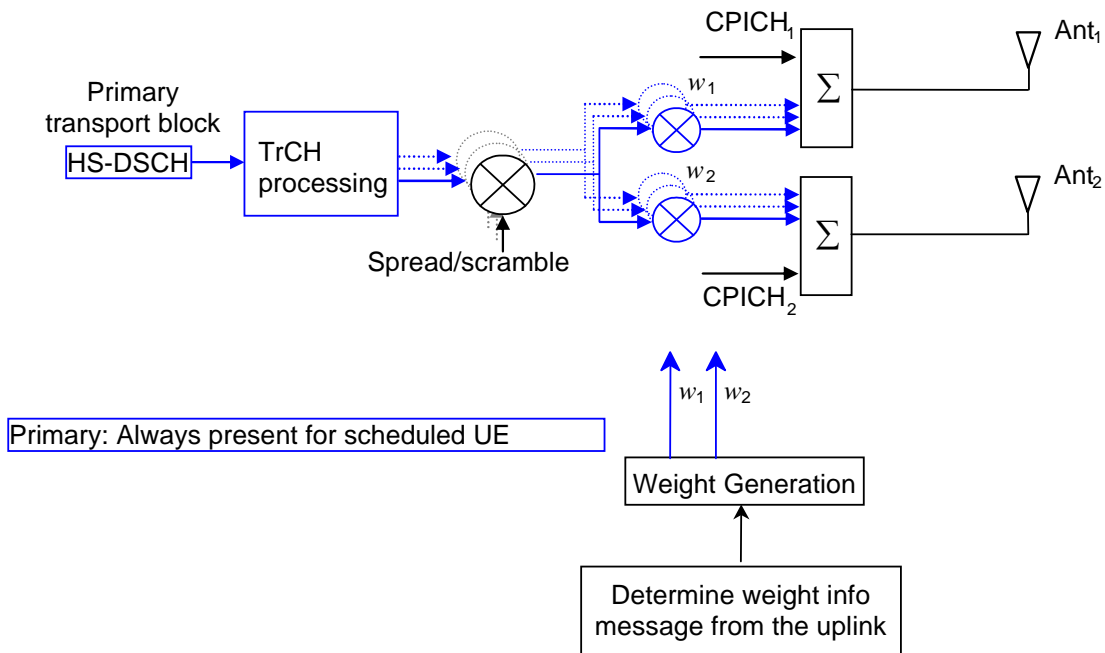 CPICH1
Ant1
w1
Σ
Primary
transport block
HS-DSCH
TrCH
processing
w2
Ant2
Σ
Spread/scramble
CPICH2
w1 w2
Primary: Always present for scheduled UE
Weight Generation
Determine weight info
message from the uplink